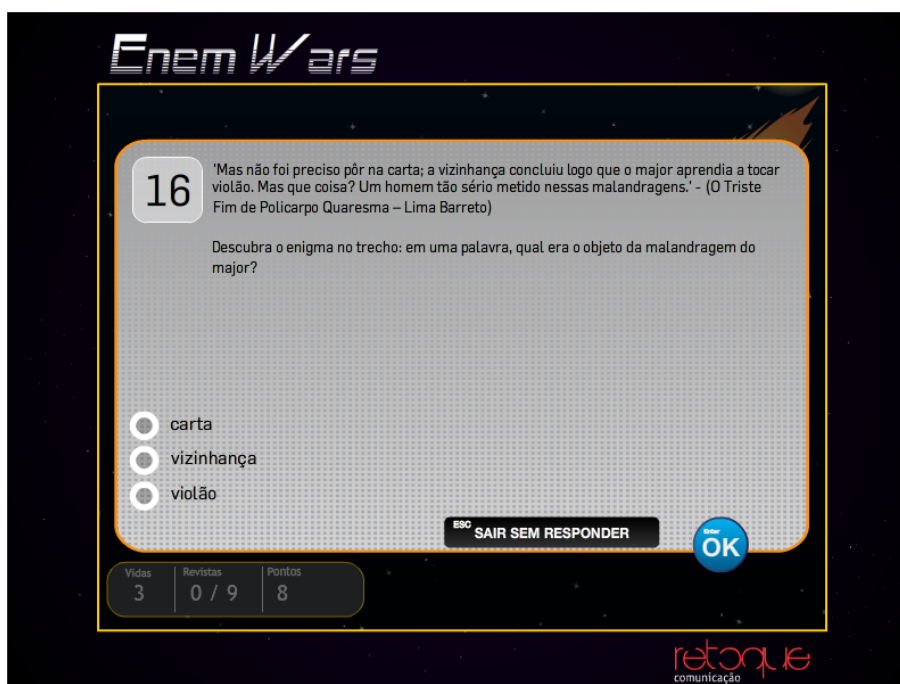 Enem Wars
16
'Mas não foi preciso pôr na carta; a vizinhança concluiu logo que o major aprendia a tocar
violão. Mas que coisa? Um homem tão sério metido nessas malandragens.' - (O Triste
Fim de Policarpo Quaresma – Lima Barreto)
Descubra o enigma no trecho: em uma palavra, qual era o objeto da malandragem do
major?
carta
vizinhança
violão
ESC SAIR SEM RESPONDER
Enter
OK
Vidas Revistas Pontos
3 0 / 9 8
retoque
comunicação